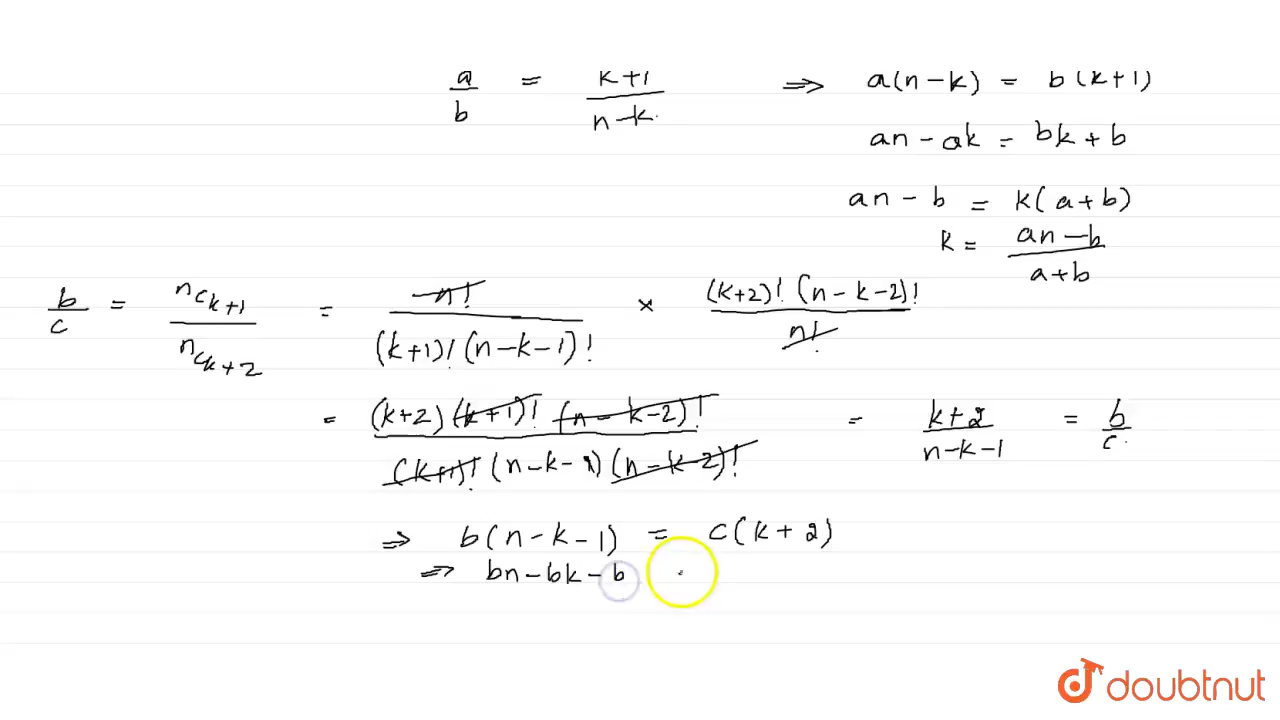 a/b = k+1/n-k. ⇒ a(n-k) = b(k+1)
an - ak = bk + b
an - b = k(a+b)
k = an-b/a+b
b/c = nCk+1/nCk+2 = n!/(k+1)!(n-k-1)! × (k+2)!(n-k-2)!/n!
= (k+2)(k+1)!(n-k-2)!/(k+1)!(n-k-1)(n-k-2)! = k+2/n-k-1 = b/c.
⇒ b(n-k-1) = c(k+2)
⇒ bn-bk-b
doubtnut